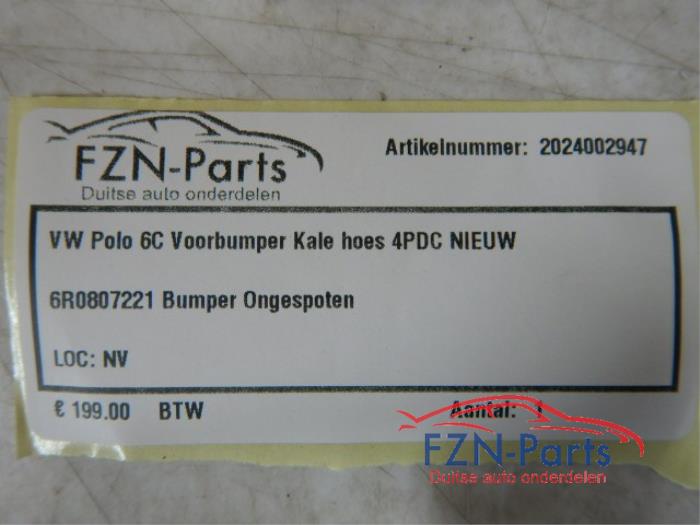 FZN-Parts
Duitse auto onderdelen
Artikelnummer: 2024002947
VW Polo 6C Voorbumper Kale hoes 4PDC NIEUW
6R0807221 Bumper Ongespoten
LOC: NV
€ 199.00 BTW
Aantal: 1
FZN-Parts
Duitse auto onderdelen